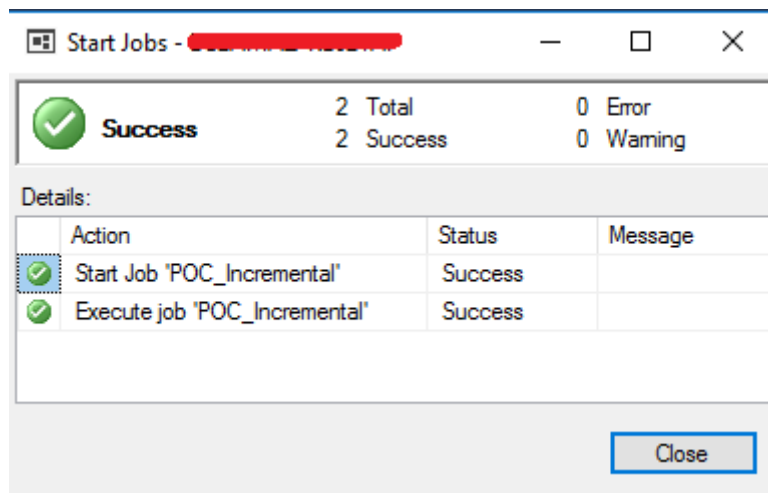 Start Jobs -
Success
2 Total 0 Error
2 Success 0 Warning
Details:
Action Status Message
Start Job 'POC_Incremental' Success
Execute job 'POC_Incremental' Success
Close